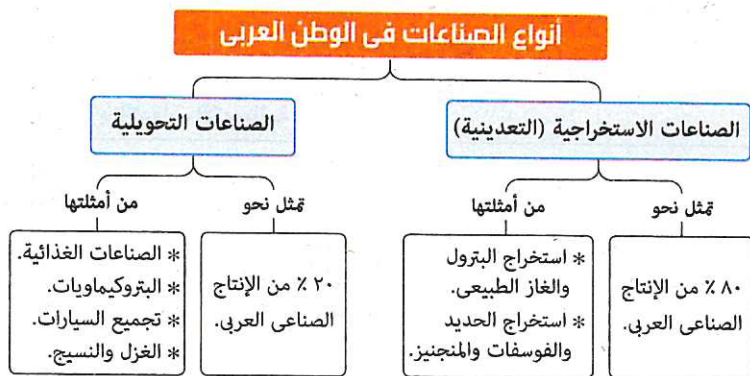 أنواع الصناعات فى الوطن العربى
الصناعات الاستخراجية (التعدينية)
تمثل نحو
٨٠ ٪ من الإنتاج
الصناعى العربى.
من أمثلتها
* استخراج البترول
والغاز الطبيعى.
* استخراج الحديد
والفوسفات والمنجنيز.
الصناعات التحويلية
تمثل نحو
٢٠ ٪ من الإنتاج
الصناعى العربى.
من أمثلتها
* الصناعات الغذائية.
* البتروكيماويات.
* تجميع السيارات.
* الغزل والنسيج.